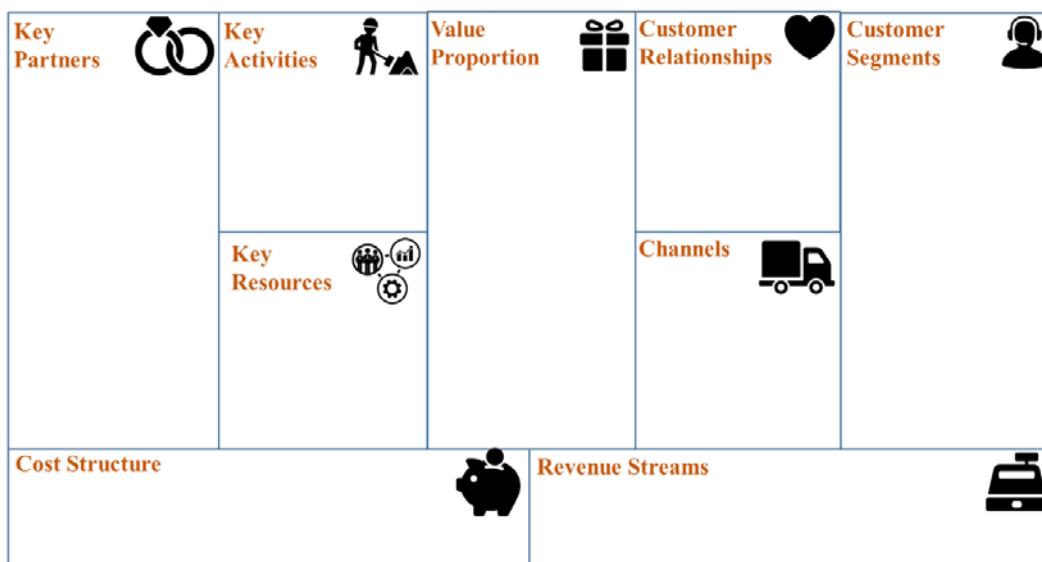 Key
Partners
Key
Activities
Value
Proportion
Customer
Relationships
Customer
Segments
Key
Resources
Channels
Cost Structure
Revenue Streams